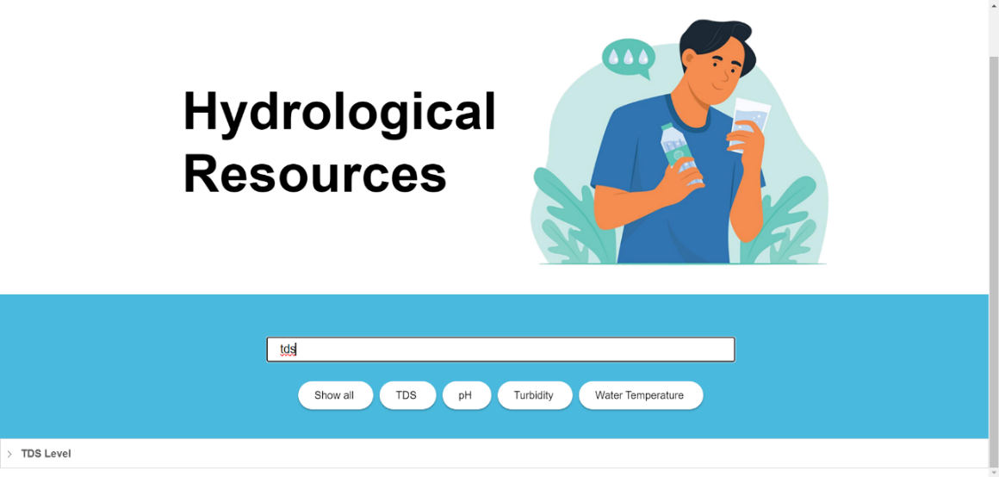 Hydrological
Resources
tds
Show all TDS pH Turbidity Water Temperature
TDS Level